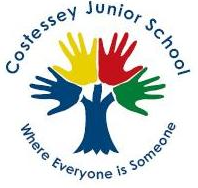 Costessey Junior School
Where Everyone is Someone